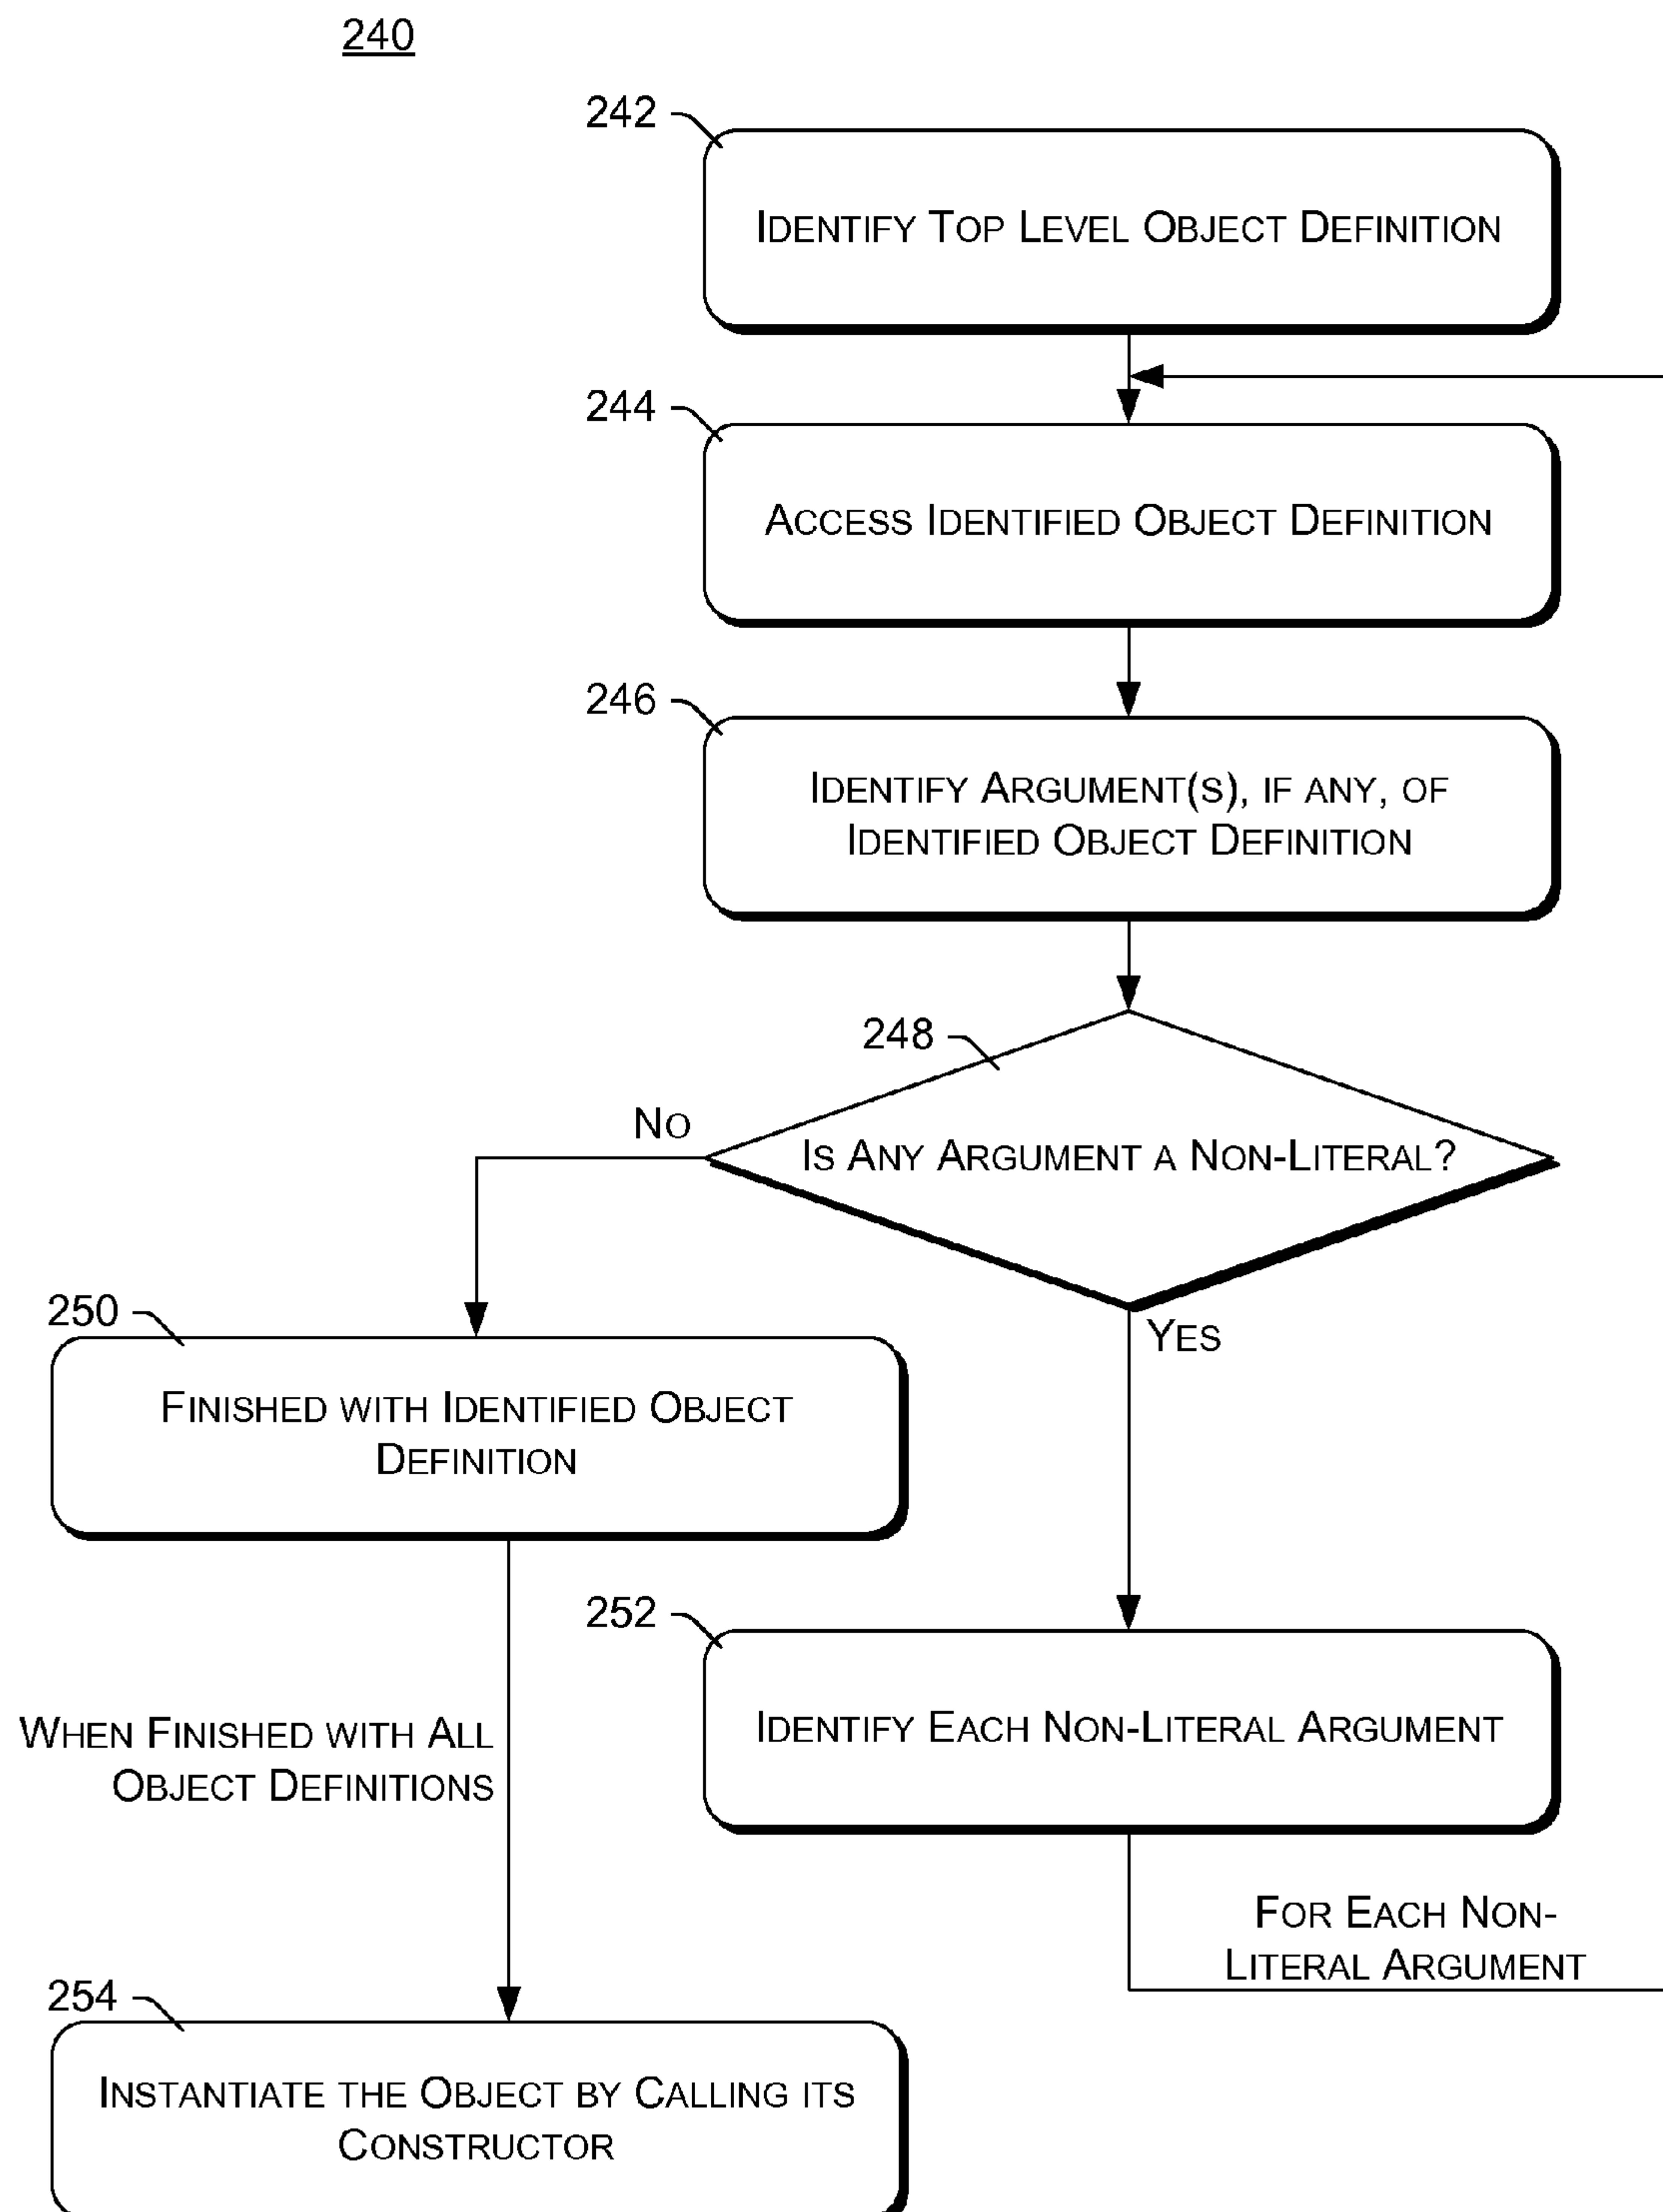 240
242
IDENTIFY TOP LEVEL OBJECT DEFINITION
244
ACCESS IDENTIFIED OBJECT DEFINITION
246
IDENTIFY ARGUMENT(S), IF ANY, OF
IDENTIFIED OBJECT DEFINITION
248
IS ANY ARGUMENT A NON-LITERAL?
NO
YES
250
FINISHED WITH IDENTIFIED OBJECT
DEFINITION
252
IDENTIFY EACH NON-LITERAL ARGUMENT
WHEN FINISHED WITH ALL
OBJECT DEFINITIONS
FOR EACH NON-
LITERAL ARGUMENT
254
INSTANTIATE THE OBJECT BY CALLING ITS
CONSTRUCTOR